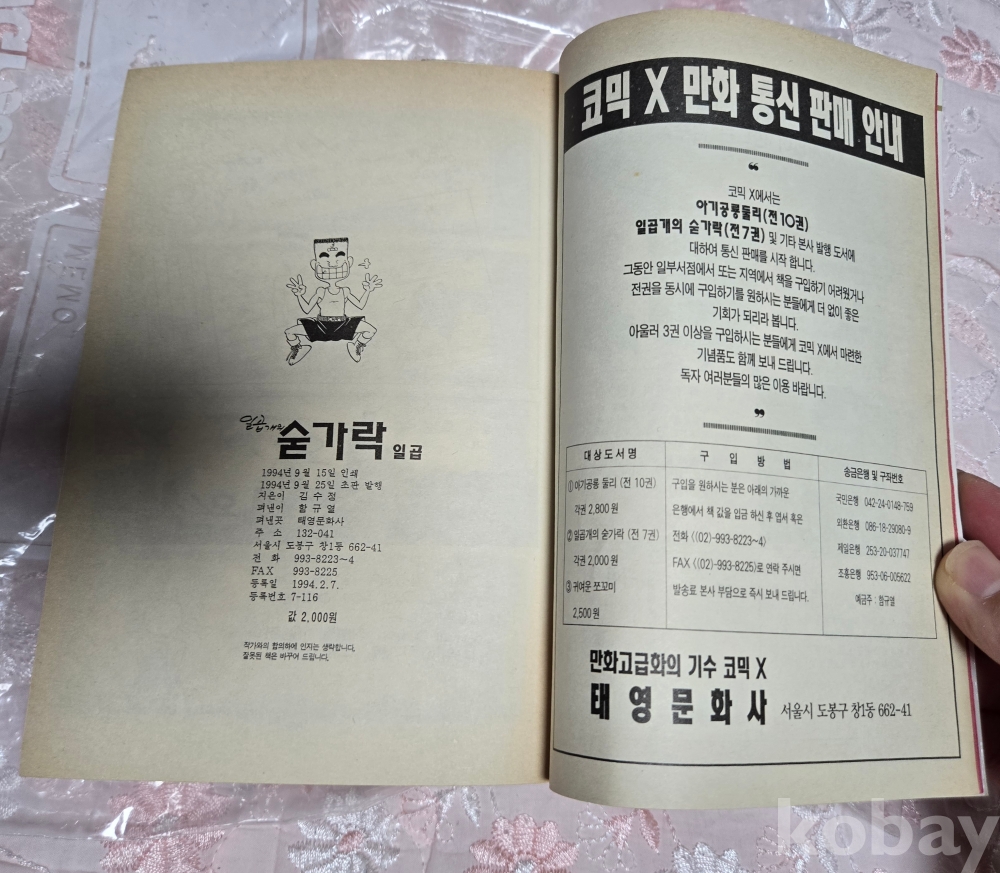 일곱개의 숟가락 일곱
1994년 9월 15일 인쇄
1994년 9월 25일 초판 발행
지은이 김수정
펴낸이 함규열
펴낸곳 태영문화사
주 소 132-041
서울시 도봉구 창1동 662-41
전 화 993-8223~4
FAX 993-8225
등록일 1994.2.7.
등록번호 7-116
값 2,000원
작가와의 합의하에 인지는 생략합니다.
잘못된 책은 바꾸어 드립니다.
코믹 X 만화 통신 판매 안내
❝
코믹 X에서는
아기공룡둘리(전10권)
일곱개의 숟가락(전7권) 및 기타 본사 발행 도서에
대하여 통신 판매를 시작 합니다.
그동안 일부서점에서 또는 지역에서 책을 구입하기 어려웠거나
전권을 동시에 구입하기를 원하시는 분들에게 더 없이 좋은
기회가 되리라 봅니다.
아울러 3권 이상을 구입하시는 분들에게 코믹 X에서 마련한
기념품도 함께 보내 드립니다.
독자 여러분들의 많은 이용 바랍니다.
❞
대상도서명 구 입 방 법 송금은행 및 구좌번호
① 아기공룡 둘리 (전 10권)
각권 2,800원
② 일곱개의 숟가락 (전 7권)
각권 2,000원
③ 귀여운 쪼꼬미
2,500원
구입을 원하시는 분은 아래의 가까운
은행에서 책 값을 입금 하신 후 엽서 혹은
전화 《(02)-993-8223~4》
FAX 《(02)-993-8225》로 연락 주시면
발송료 본사 부담으로 즉시 보내 드립니다.
국민은행 042-24-0148-759
외환은행 086-18-29080-9
제일은행 253-20-037747
조흥은행 953-06-005622
예금주 : 함규열
만화고급화의 기수 코믹 X
태영문화사 서울시 도봉구 창1동 662-41
MEMO
kobay